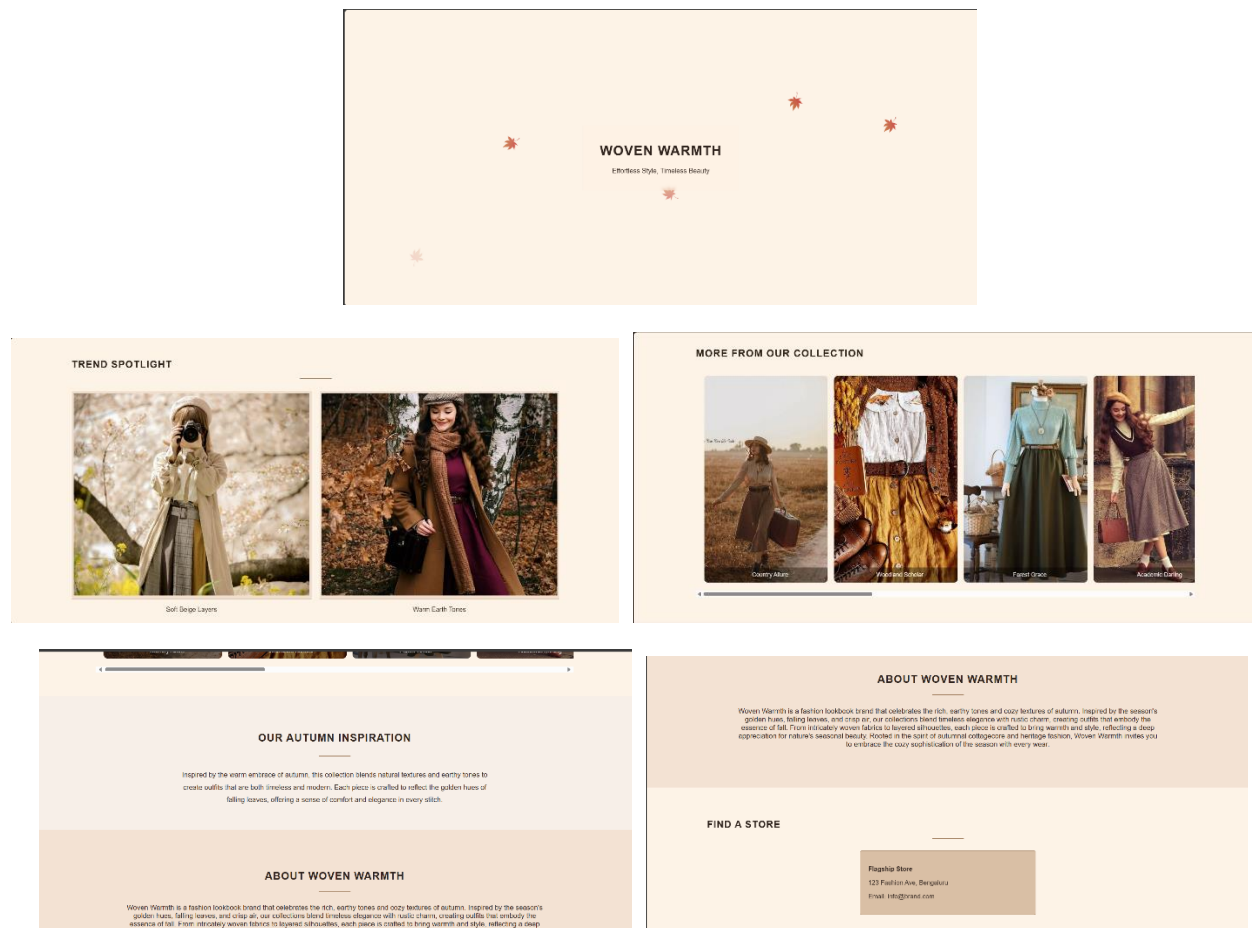 WOVEN WARMTH
Effortless Style, Timeless Beauty
TREND SPOTLIGHT
Soft Beige Layers
Warm Earth Tones
MORE FROM OUR COLLECTION
Country Allure
Woodland Scholar
Forest Grace
Academic Darling
OUR AUTUMN INSPIRATION
Inspired by the warm embrace of autumn, this collection blends natural textures and earthy tones to
create outfits that are both timeless and modern. Each piece is crafted to reflect the golden hues of
falling leaves, offering a sense of comfort and elegance in every stitch.
ABOUT WOVEN WARMTH
Woven Warmth is a fashion lookbook brand that celebrates the rich, earthy tones and cozy textures of autumn. Inspired by the season's
golden hues, falling leaves, and crisp air, our collections blend timeless elegance with rustic charm, creating outfits that embody the
essence of fall. From intricately woven fabrics to layered silhouettes, each piece is crafted to bring warmth and style, reflecting a deep
ABOUT WOVEN WARMTH
Woven Warmth is a fashion lookbook brand that celebrates the rich, earthy tones and cozy textures of autumn. Inspired by the season's
golden hues, falling leaves, and crisp air, our collections blend timeless elegance with rustic charm, creating outfits that embody the
essence of fall. From intricately woven fabrics to layered silhouettes, each piece is crafted to bring warmth and style, reflecting a deep
appreciation for nature's seasonal beauty. Rooted in the spirit of autumnal cottagecore and heritage fashion, Woven Warmth invites you
to embrace the cozy sophistication of the season with every wear.
FIND A STORE
Flagship Store
123 Fashion Ave, Bengaluru
Email: info@brand.com